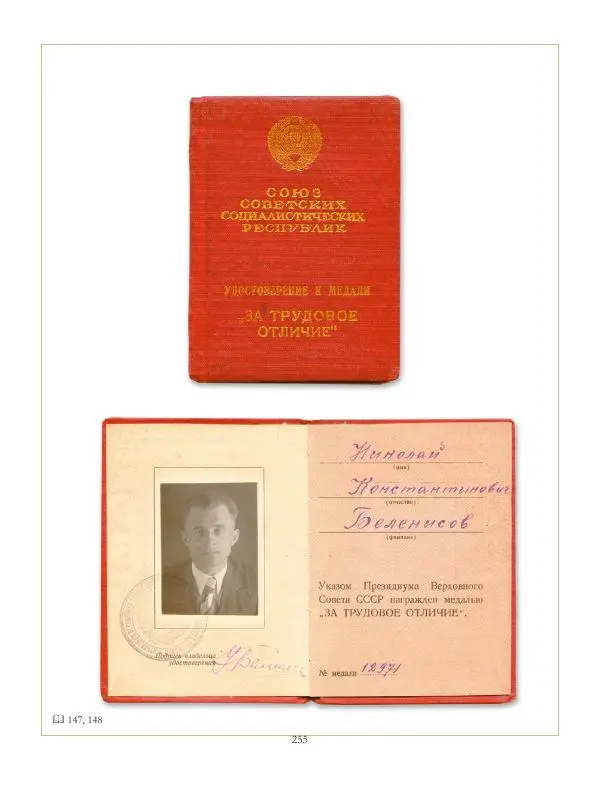 СОЮЗ
СОВЕТСКИХ
СОЦИАЛИСТИЧЕСКИХ
РЕСПУБЛИК
УДОСТОВЕРЕНИЕ К МЕДАЛИ
„ЗА ТРУДОВОЕ
ОТЛИЧИЕ"
Николай
(имя)
Константинович
(отчество)
Беленисов
(фамилия)
Указом Президиума Верховного
Совета СССР награжден медалью
„ЗА ТРУДОВОЕ ОТЛИЧИЕ".
Подпись владельца
удостоверения
№ медали 12971
147, 148
255